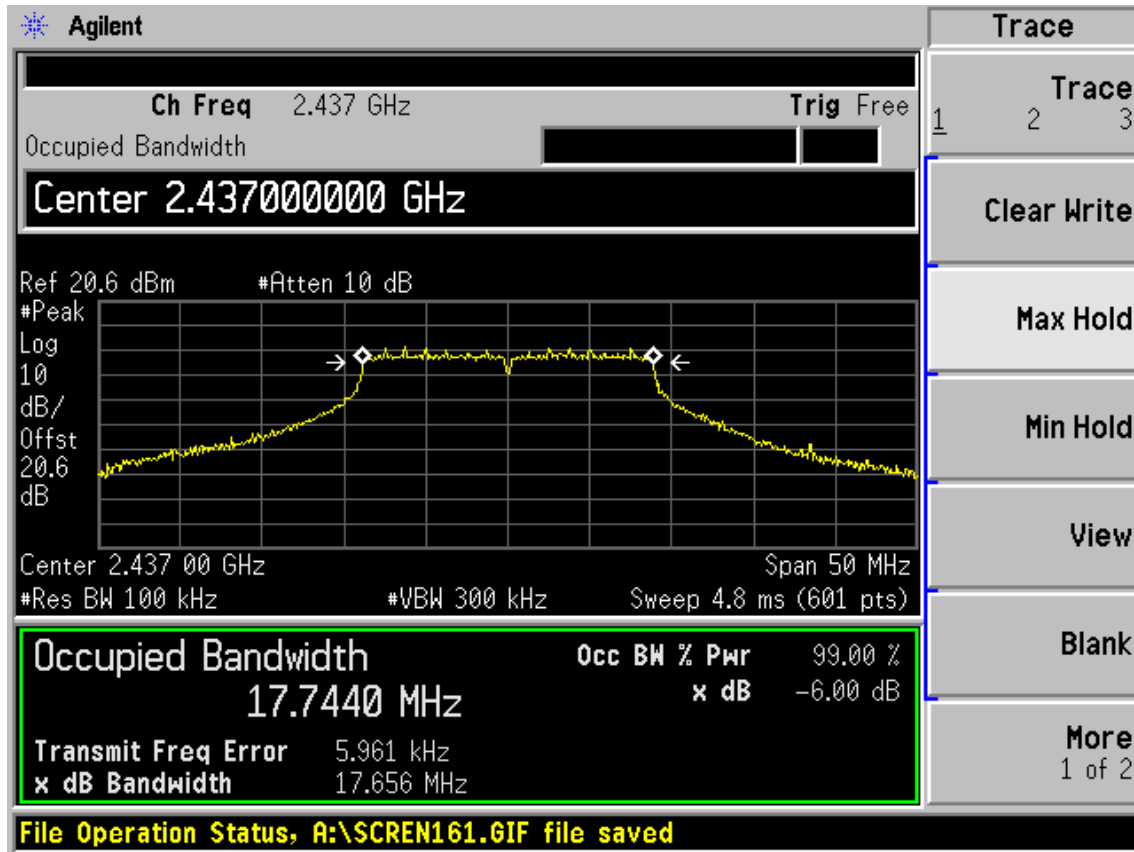 Agilent
Trace
Ch Freq 2.437 GHz Trig Free
Occupied Bandwidth
Center 2.437000000 GHz
Ref 20.6 dBm #Atten 10 dB
#Peak
Log
10
dB/
Offst
20.6
dB
Center 2.437 00 GHz Span 50 MHz
#Res BW 100 kHz #VBW 300 kHz Sweep 4.8 ms (601 pts)
Occupied Bandwidth
17.7440 MHz
Occ BW % Pwr 99.00 %
x dB -6.00 dB
Transmit Freq Error 5.961 kHz
x dB Bandwidth 17.656 MHz
File Operation Status, A:\SCREN161.GIF file saved
Trace
1 2 3
Clear Write
Max Hold
Min Hold
View
Blank
More
1 of 2